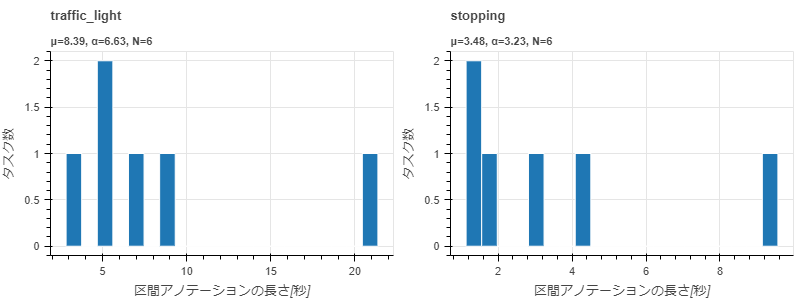 traffic_light
μ=8.39, α=6.63, N=6
タスク数
2
1.5
1
0.5
0
5
10
15
20
区間アノテーションの長さ[秒]
stopping
μ=3.48, α=3.23, N=6
タスク数
2
1.5
1
0.5
0
2
4
6
8
区間アノテーションの長さ[秒]